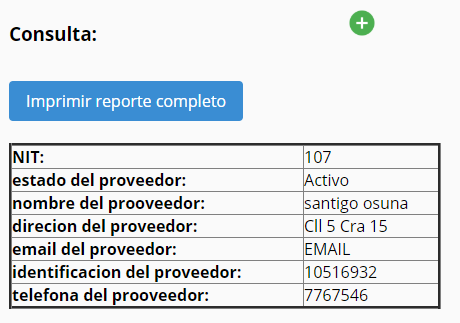 Consulta:
Imprimir reporte completo
NIT: 107
estado del proveedor: Activo
nombre del prooveedor: santigo osuna
direcion del proveedor: Cll 5 Cra 15
email del proveedor: EMAIL
identificacion del proveedor: 10516932
telefona del prooveedor: 7767546